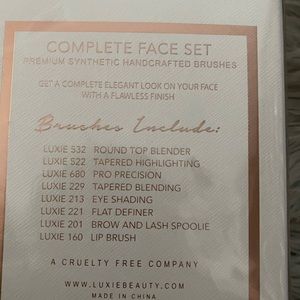 COMPLETE FACE SET
PREMIUM SYNTHETIC HANDCRAFTED BRUSHES
GET A COMPLETE ELEGANT LOOK ON YOUR FACE
WITH A FLAWLESS FINISH
Brushes Include:
LUXIE 532 ROUND TOP BLENDER
LUXIE 522 TAPERED HIGHLIGHTING
LUXIE 680 PRO PRECISION
LUXIE 229 TAPERED BLENDING
LUXIE 213 EYE SHADING
LUXIE 221 FLAT DEFINER
LUXIE 201 BROW AND LASH SPOOLIE
LUXIE 160 LIP BRUSH
A CRUELTY FREE COMPANY
WWW.LUXIEBEAUTY.COM
MADE IN CHINA